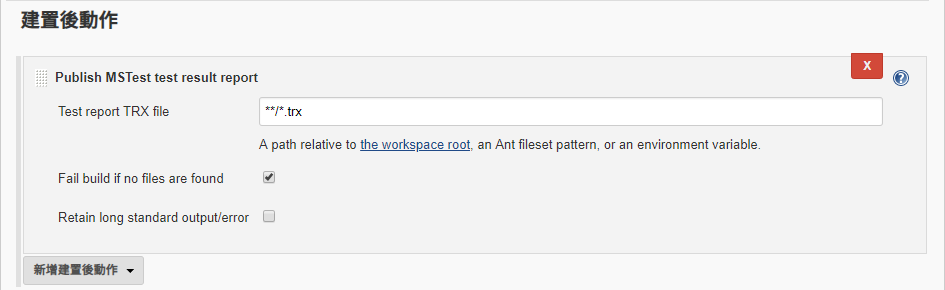 建置後動作
Publish MSTest test result report
X
Test report TRX file
**/*.trx
A path relative to the workspace root, an Ant fileset pattern, or an environment variable.
Fail build if no files are found
Retain long standard output/error
新增建置後動作